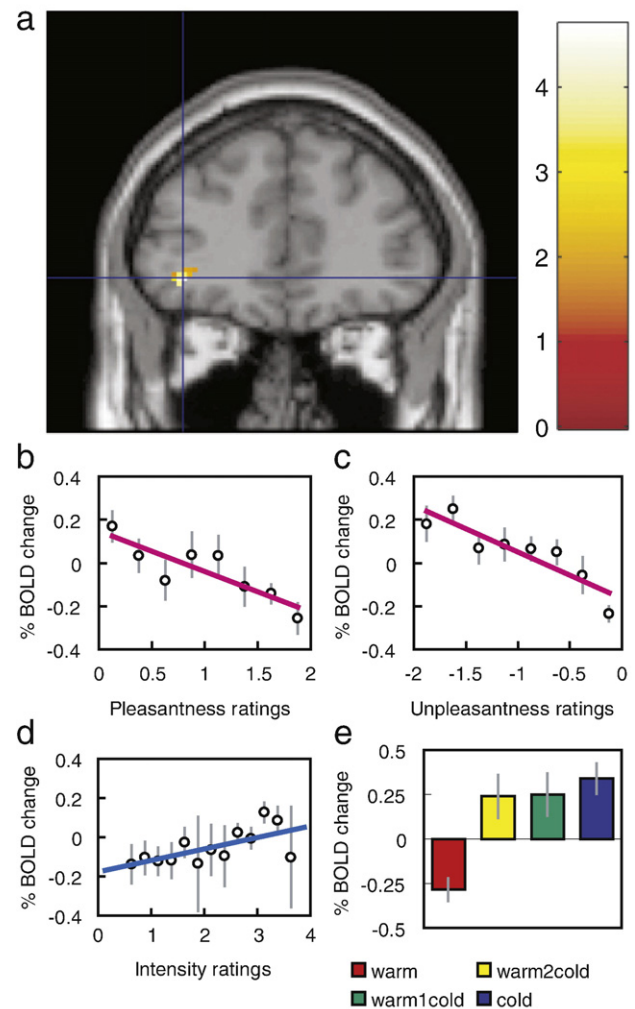 a
4
3
2
1
0
b
0.4
0.2
0
-0.2
-0.4
% BOLD change
0 0.5 1 1.5 2
Pleasantness ratings
c
0.4
0.2
0
-0.2
-0.4
% BOLD change
-2 -1.5 -1 -0.5 0
Unpleasantness ratings
d
0.4
0.2
0
-0.2
-0.4
% BOLD change
0 1 2 3 4
Intensity ratings
e
0.5
0.25
0
-0.25
-0.5
% BOLD change
warm warm2cold
warm1cold cold